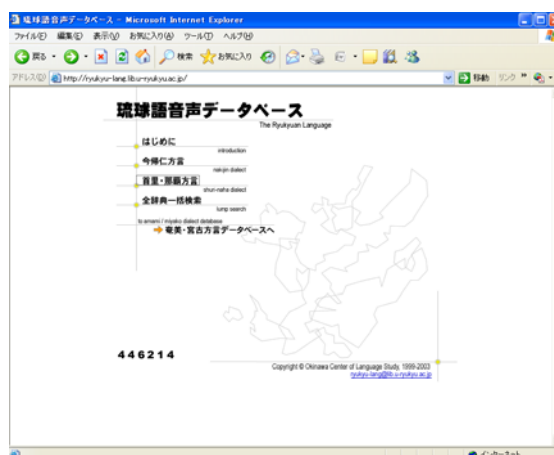 琉球語音声データベース - Microsoft Internet Explorer
ファイル(F) 編集(E) 表示(V) お気に入り(A) ツール(T) ヘルプ(H)
戻る 検索 お気に入り
アドレス(D) http://ryukyu-lang.lib.u-ryukyu.ac.jp/ 移動 リンク »
琉球語音声データベース
The Ryukyuan Language
はじめに
introduction
今帰仁方言
nakijin dialect
首里・那覇方言
shuri-naha dialect
全辞典一括検索
lump search
to amami / miyako dialect database
奄美・宮古方言データベースへ
446214
Copyright © Okinawa Center of Language Study, 1999-2003
ryukyu-lang@lib.u-ryukyu.ac.jp
インターネット